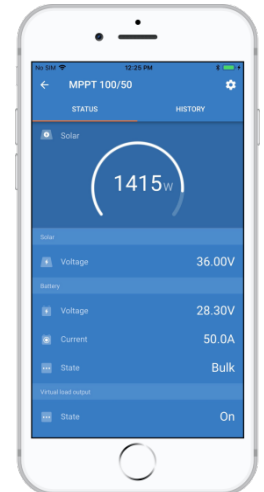 No SIM 12:25 PM
MPPT 100/50
STATUS HISTORY
Solar
1415W
Solar
Voltage 36.00V
Battery
Voltage 28.30V
Current 50.0A
State Bulk
Virtual load output
State On